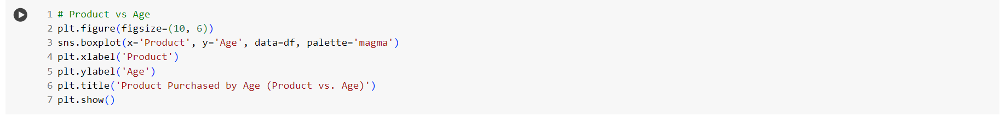 1 # Product vs Age
2 plt.figure(figsize=(10, 6))
3 sns.boxplot(x='Product', y='Age', data=df, palette='magma')
4 plt.xlabel('Product')
5 plt.ylabel('Age')
6 plt.title('Product Purchased by Age (Product vs. Age)')
7 plt.show()